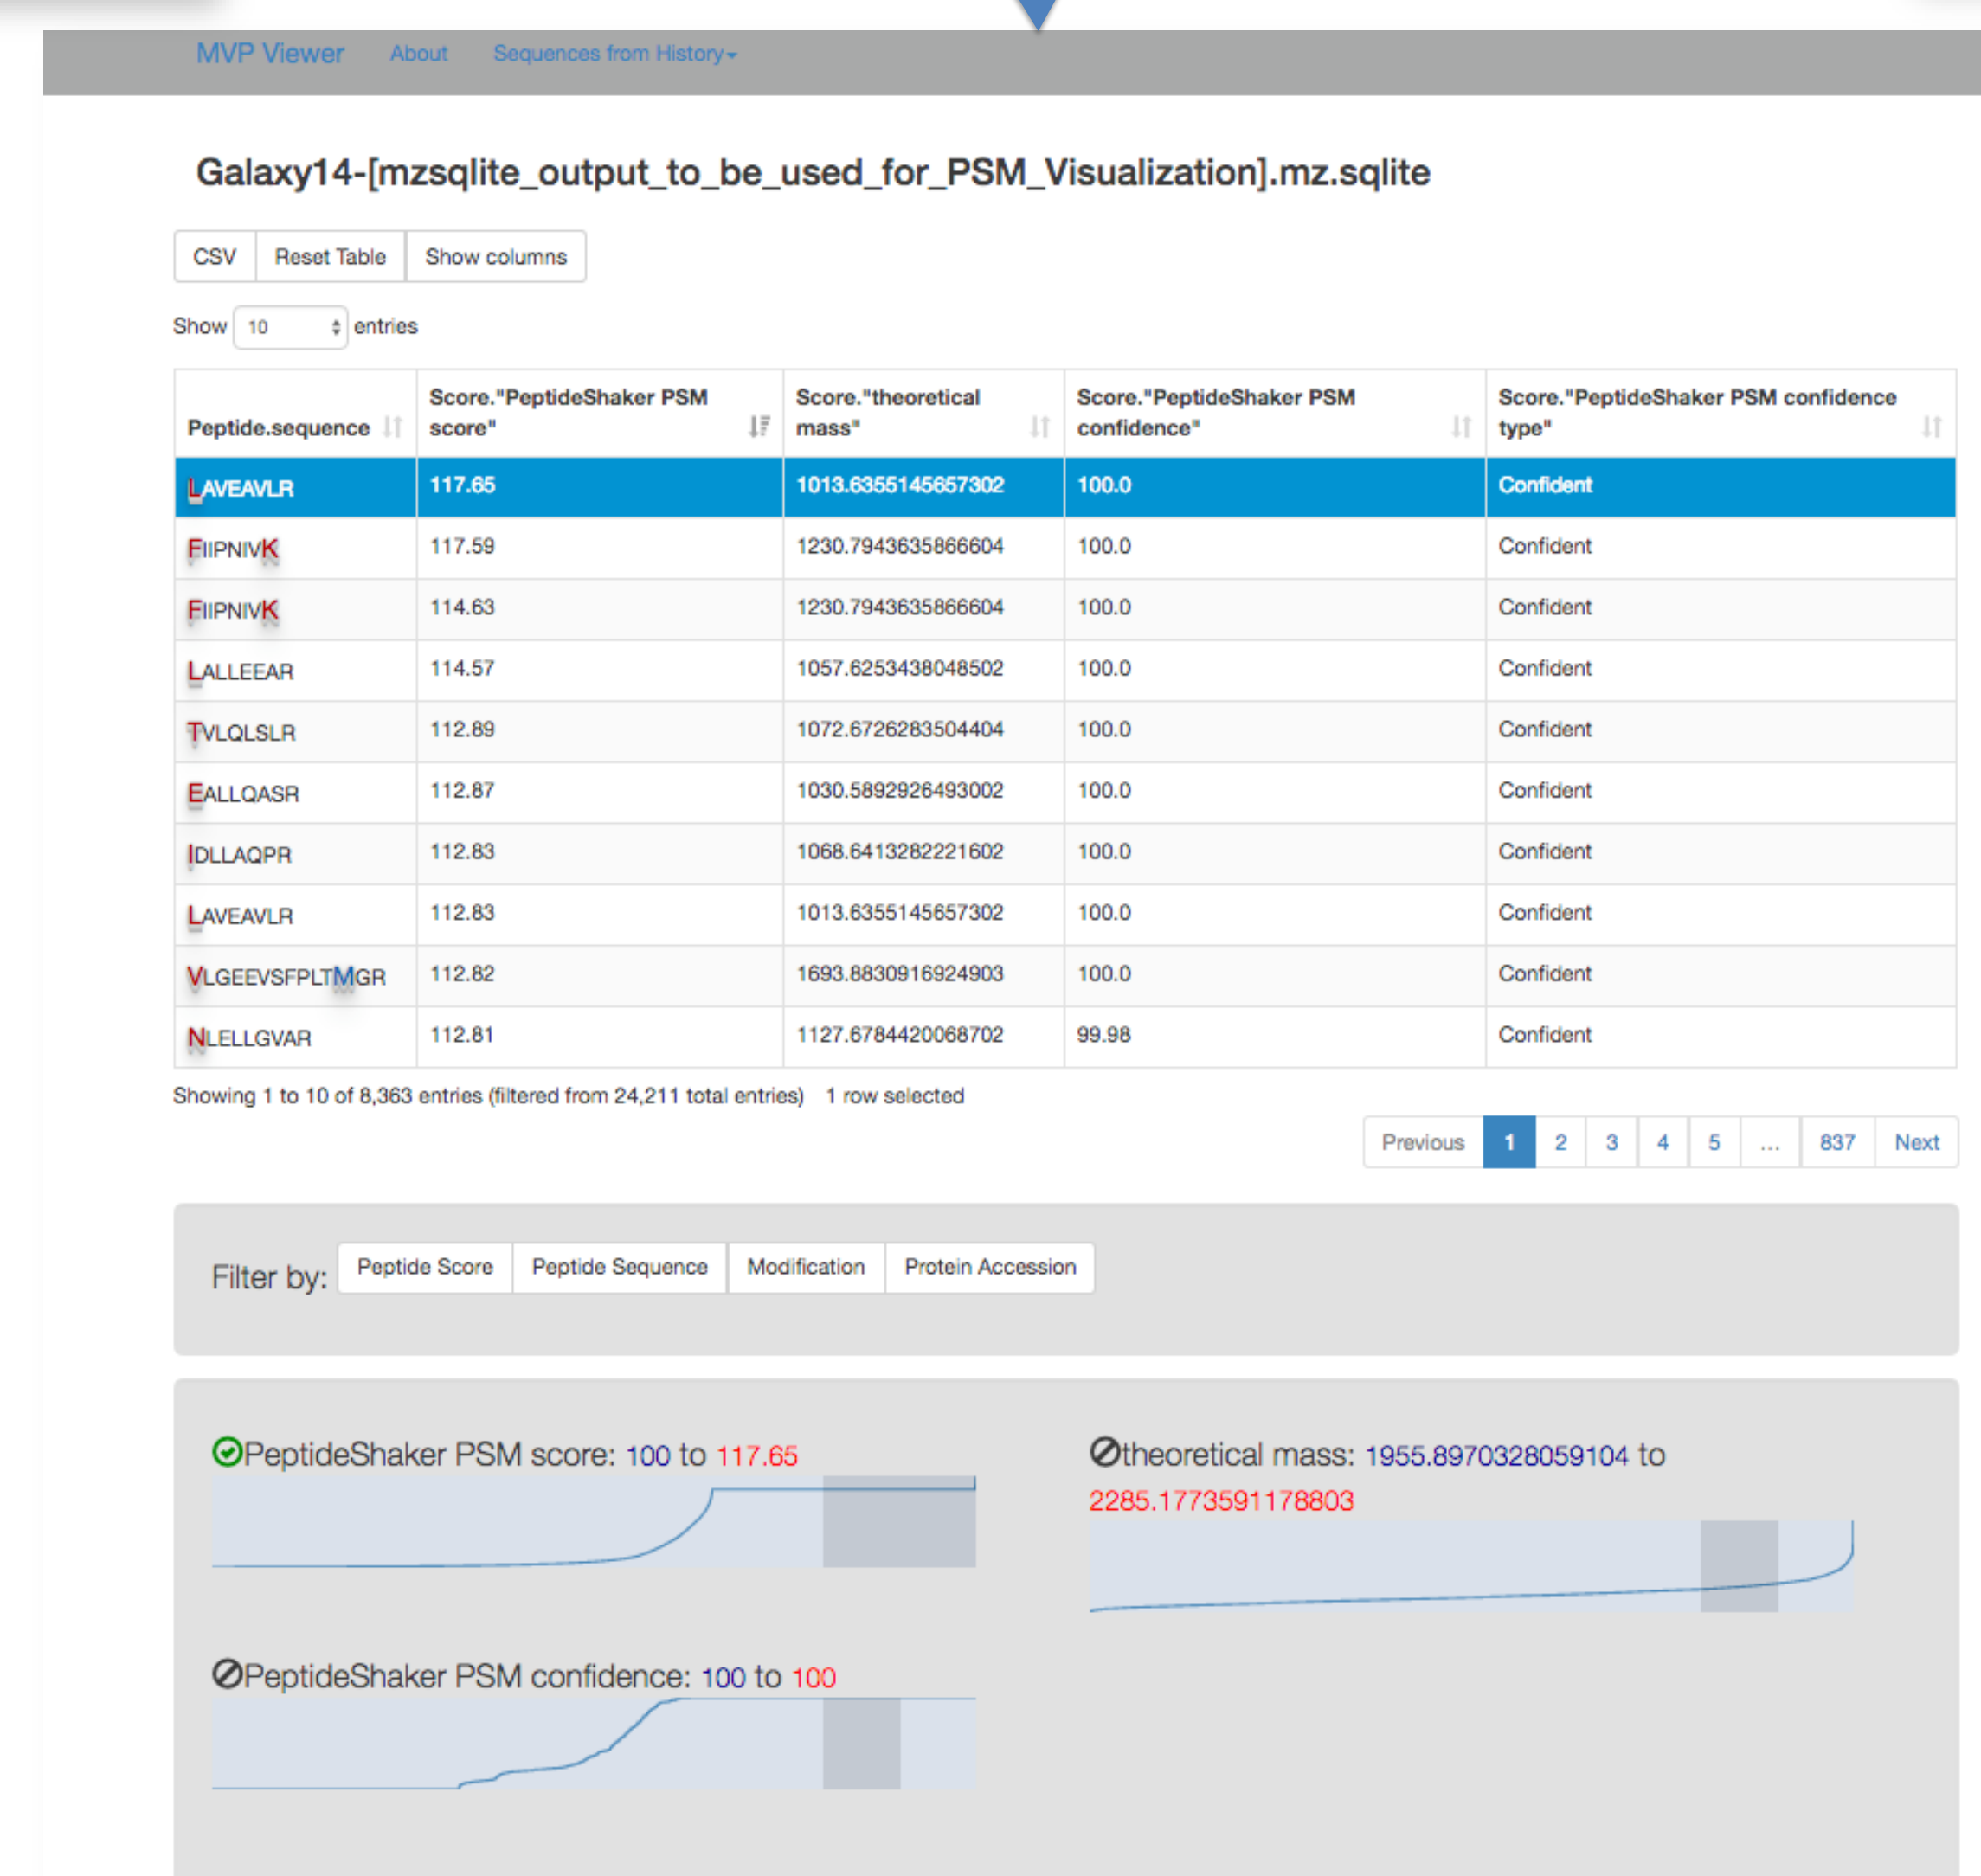 MVP Viewer About Sequences from History
Galaxy14-[mzsqlite_output_to_be_used_for_PSM_Visualization].mz.sqlite
CSV Reset Table Show columns
Show 10 entries
Peptide.sequence Score."PeptideShaker PSM score" Score."theoretical mass" Score."PeptideShaker PSM confidence" Score."PeptideShaker PSM confidence type"
LAVEAVLR 117.65 1013.6355145657302 100.0 Confident
FIIPNIVK 117.59 1230.7943635866604 100.0 Confident
FIIPNIVK 114.63 1230.7943635866604 100.0 Confident
LALLEEAR 114.57 1057.6253438048502 100.0 Confident
TVLQLSLR 112.89 1072.6726283504404 100.0 Confident
EALLQASR 112.87 1030.5892926493002 100.0 Confident
IDLLAQPR 112.83 1068.6413282221602 100.0 Confident
LAVEAVLR 112.83 1013.6355145657302 100.0 Confident
VLGEEVSFPLTMGR 112.82 1693.8830916924903 100.0 Confident
NLELLGVAR 112.81 1127.6784420068702 99.98 Confident
Showing 1 to 10 of 8,363 entries (filtered from 24,211 total entries) 1 row selected
Previous 1 2 3 4 5 ... 837 Next
Filter by: Peptide Score Peptide Sequence Modification Protein Accession
PeptideShaker PSM score: 100 to 117.65
theoretical mass: 1955.8970328059104 to
2285.1773591178803
PeptideShaker PSM confidence: 100 to 100